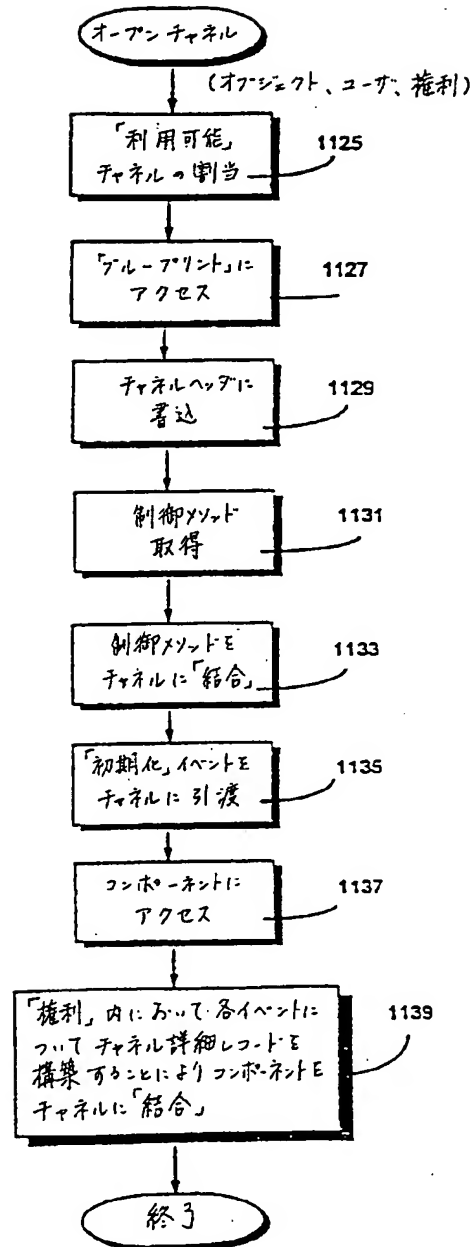 オープンチャネル
(オブジェクト、ユーザ、権利)
「利用可能」
チャネルの割当
1125
「ブループリント」に
アクセス
1127
チャネルヘッダに
書込
1129
制御メソッド
取得
1131
制御メソッドを
チャネルに「結合」
1133
「初期化」イベントを
チャネルに引渡
1135
コンポーネントに
アクセス
1137
「権利」内において各イベントに
ついてチャネル詳細レコードを
構築することによりコンポーネントを
チャネルに「結合」
1139
終了